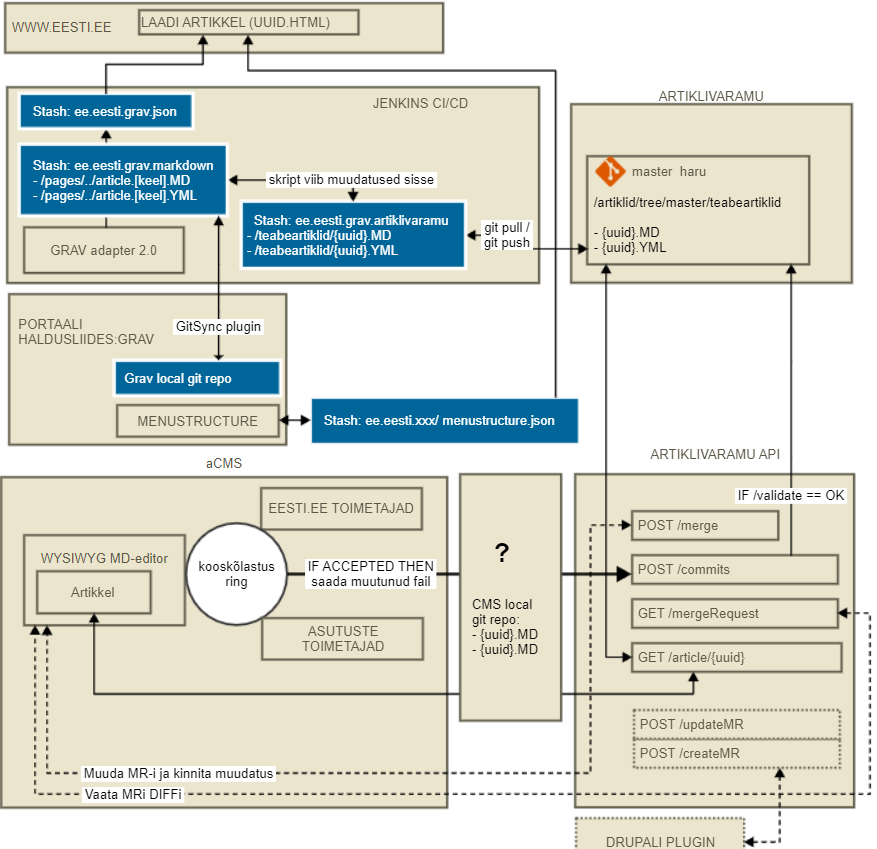 WWW.EESTI.EE
LAADI ARTIKKEL (UUID.HTML)
JENKINS CI/CD
Stash: ee.eesti.grav.json
Stash: ee.eesti.grav.markdown
- /pages/../article.[keel].MD
- /pages/../article.[keel].YML
GRAV adapter 2.0
skript viib muudatused sisse
Stash: ee.eesti.grav.artiklivaramu
- /teabeartiklid/{uuid}.MD
- /teabeartiklid/{uuid}.YML
git pull /
git push
ARTIKLIVARAMU
master haru
/artiklid/tree/master/teabeartiklid
- {uuid}.MD
- {uuid}.YML
PORTAALI
HALDUSLIIDES:GRAV
GitSync plugin
Grav local git repo
MENUSTRUCTURE
Stash: ee.eesti.xxx/ menustructure.json
aCMS
EESTI.EE TOIMETAJAD
WYSIWYG MD-editor
Artikkel
kooskõlastus
ring
IF ACCEPTED THEN
saada muutunud fail
ASUTUSTE
TOIMETAJAD
Muuda MR-i ja kinnita muudatus
Vaata MRi DIFFi
?
CMS local
git repo:
- {uuid}.MD
- {uuid}.MD
ARTIKLIVARAMU API
IF /validate == OK
POST /merge
POST /commits
GET /mergeRequest
GET /article/{uuid}
POST /updateMR
POST /createMR
DRUPALI PLUGIN